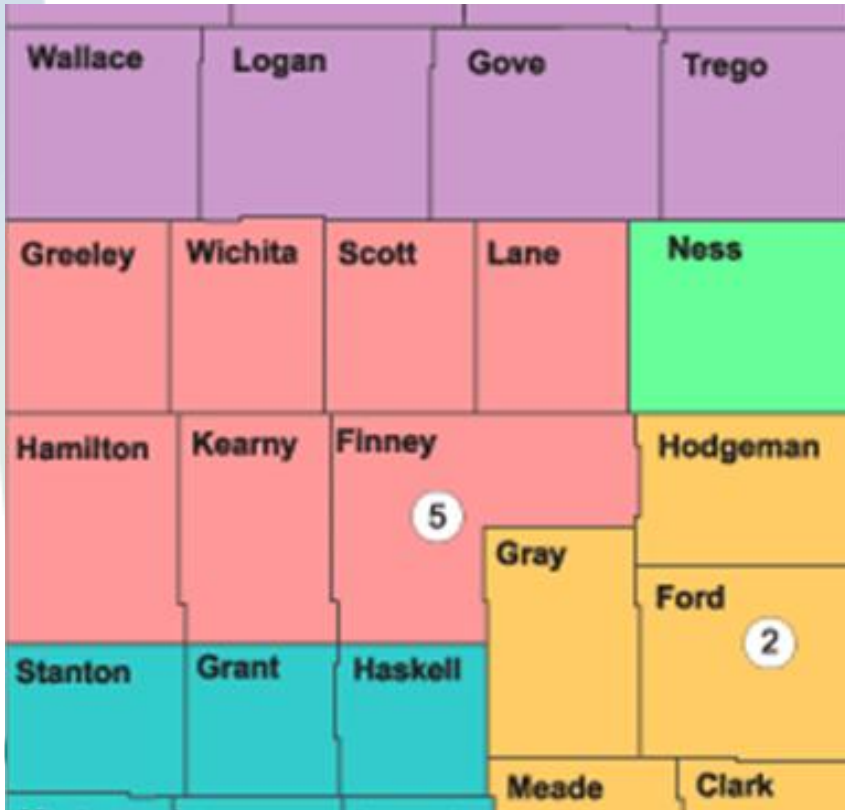 Wallace
Logan
Gove
Trego
Greeley
Wichita
Scott
Lane
Ness
Hamilton
Kearny
Finney
Hodgeman
5
Gray
Ford
2
Stanton
Grant
Haskell
Meade
Clark